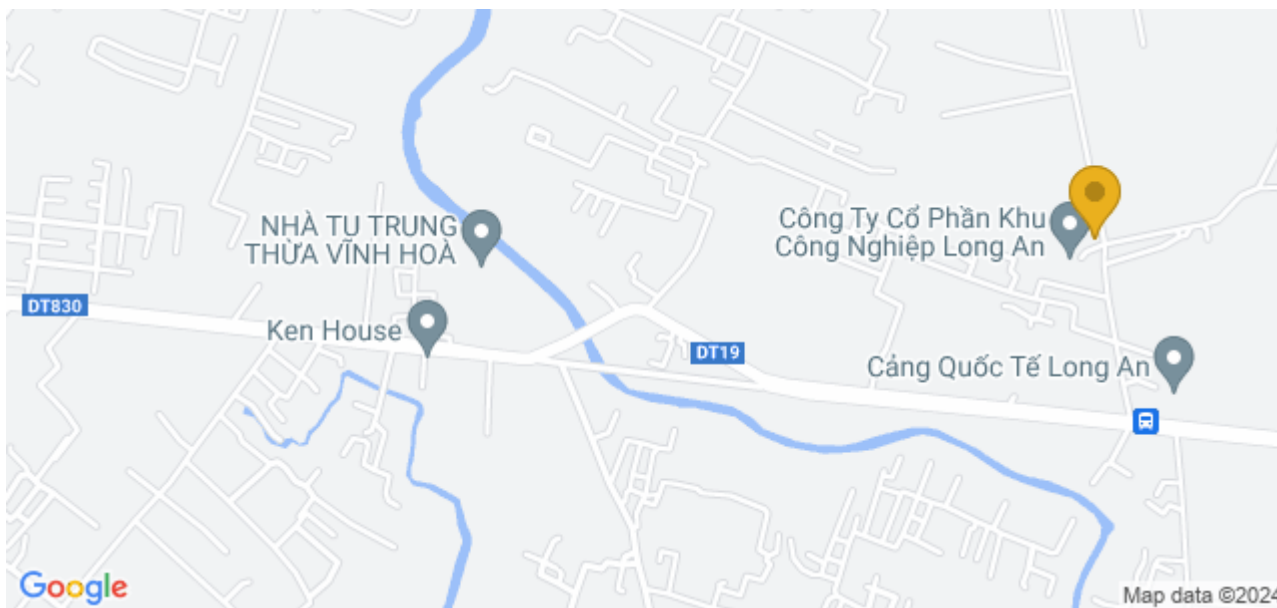 NHÀ TU TRUNG
THỪA VĨNH HOÀ
Công Ty Cổ Phần Khu
Công Nghiệp Long An
DT830
Ken House
DT19
Cảng Quốc Tế Long An
Google
Map data ©2024